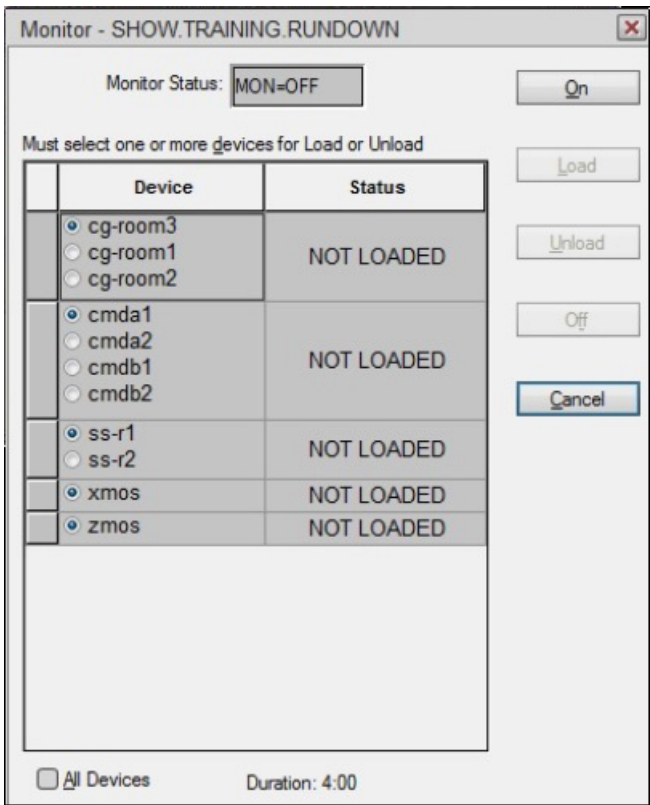 Monitor - SHOW.TRAINING.RUNDOWN
Monitor Status: MON=OFF
On
Must select one or more devices for Load or Unload
Load
Device Status
cg-room3
cg-room1
cg-room2
NOT LOADED
Unload
cmda1
cmda2
cmdb1
cmdb2
NOT LOADED
Off
Cancel
ss-r1
ss-r2
NOT LOADED
xmos NOT LOADED
zmos NOT LOADED
All Devices Duration: 4:00